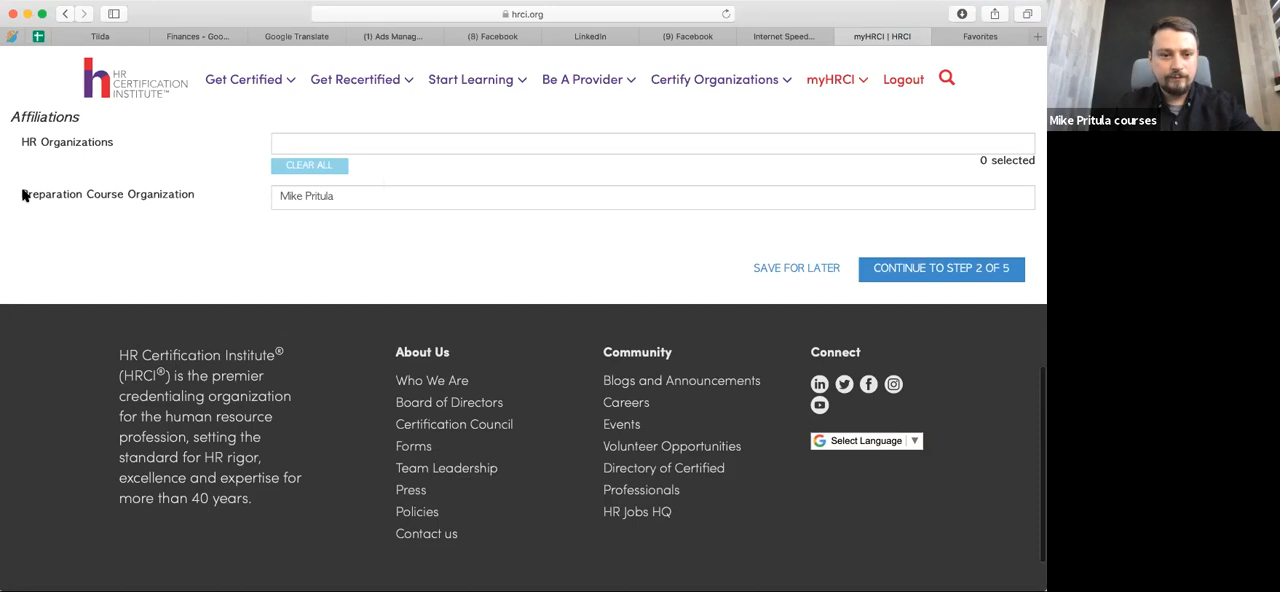 hrci.org
Tilda
Finances - Goo...
Google Translate
(1) Ads Manag...
(8) Facebook
LinkedIn
(9) Facebook
Internet Speed...
myHRCI | HRCI
Favorites
HR
CERTIFICATION
INSTITUTE™
Get Certified
Get Recertified
Start Learning
Be A Provider
Certify Organizations
myHRCI
Logout
Mike Pritula courses
Affiliations
HR Organizations
CLEAR ALL
0 selected
Preparation Course Organization
Mike Pritula
SAVE FOR LATER
CONTINUE TO STEP 2 OF 5
HR Certification Institute®
(HRCI®) is the premier
credentialing organization
for the human resource
profession, setting the
standard for HR rigor,
excellence and expertise for
more than 40 years.
About Us
Who We Are
Board of Directors
Certification Council
Forms
Team Leadership
Press
Policies
Contact us
Community
Blogs and Announcements
Careers
Events
Volunteer Opportunities
Directory of Certified
Professionals
HR Jobs HQ
Connect
Select Language